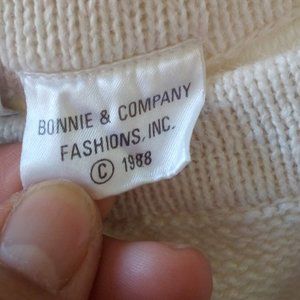 BONNIE & COMPANY
FASHIONS, INC.
© 1988